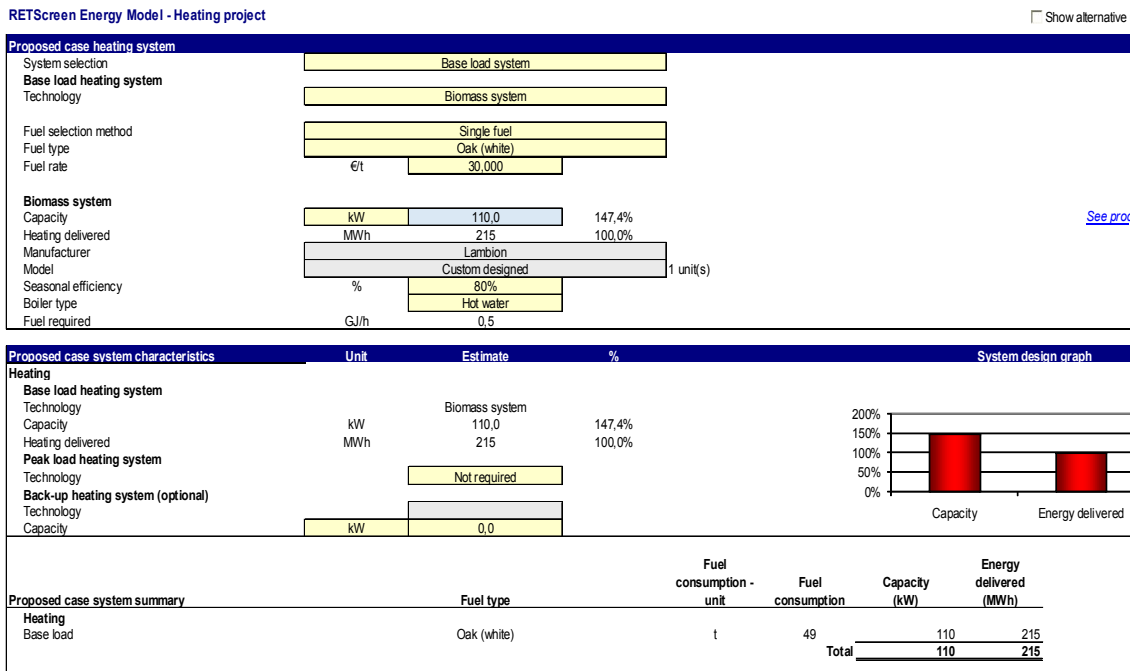 RETScreen Energy Model - Heating project
Show alternative
Proposed case heating system
System selection Base load system
Base load heating system
Technology Biomass system
Fuel selection method Single fuel
Fuel type Oak (white)
Fuel rate €/t 30,000
Biomass system
Capacity kW 110,0 147,4% See proc
Heating delivered MWh 215 100,0%
Manufacturer Lambion
Model Custom designed 1 unit(s)
Seasonal efficiency % 80%
Boiler type Hot water
Fuel required GJ/h 0,5
Proposed case system characteristics Unit Estimate % System design graph
Heating
Base load heating system
Technology Biomass system
Capacity kW 110,0 147,4%
Heating delivered MWh 215 100,0%
Peak load heating system
Technology Not required
Back-up heating system (optional)
Technology
Capacity kW 0,0
200%
150%
100%
50%
0%
Capacity Energy delivered
Proposed case system summary Fuel type Fuel consumption - unit Fuel consumption Capacity (kW) Energy delivered (MWh)
Heating
Base load Oak (white) t 49 110 215
Total 110 215